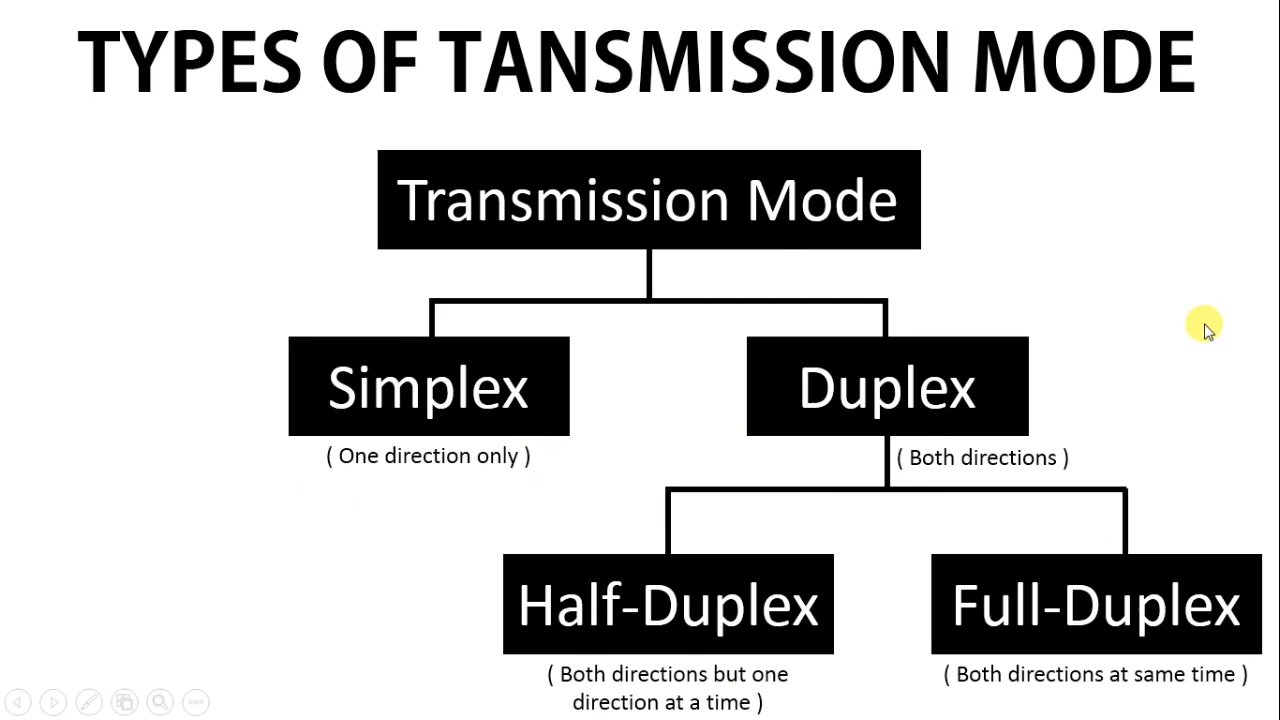 TYPES OF TANSMISSION MODE
Transmission Mode
Simplex
Duplex
( One direction only )
( Both directions )
Half-Duplex
Full-Duplex
( Both directions but one
direction at a time )
( Both directions at same time )